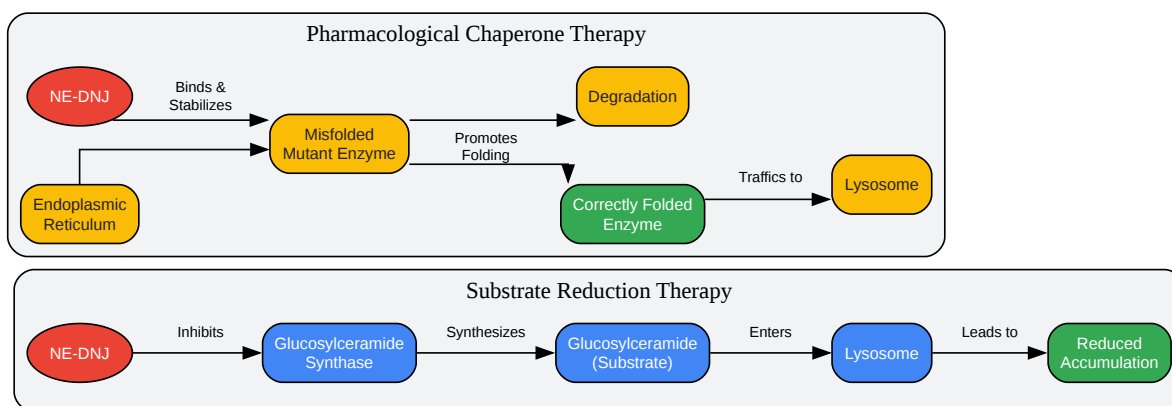 Pharmacological Chaperone Therapy
NE-DNJ
Binds &
Stabilizes
Misfolded
Mutant Enzyme
Degradation
Promotes
Folding
Endoplasmic
Reticulum
Correctly Folded
Enzyme
Traffics to
Lysosome
Substrate Reduction Therapy
NE-DNJ
Inhibits
Glucosylceramide
Synthase
Synthesizes
Glucosylceramide
(Substrate)
Enters
Lysosome
Leads to
Reduced
Accumulation